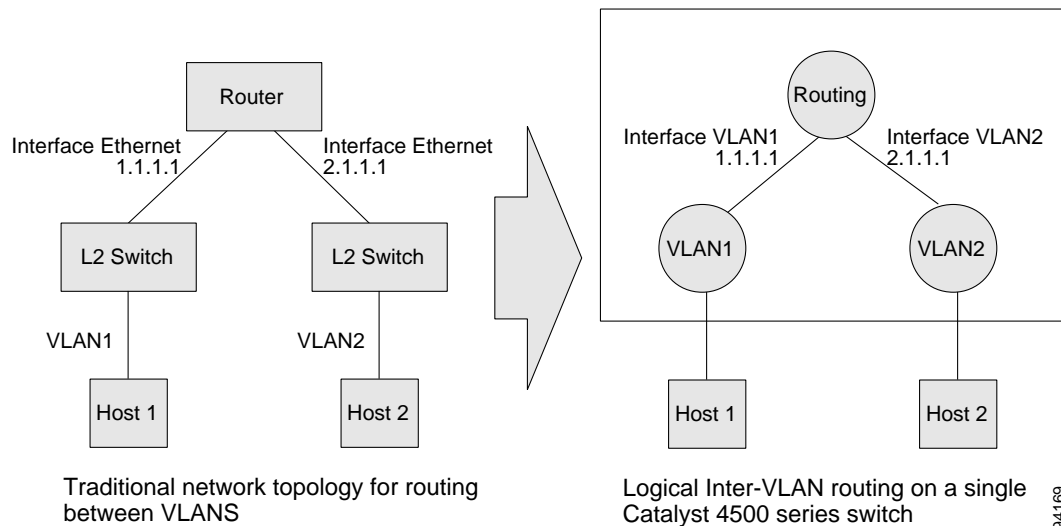 Router
Interface Ethernet
1.1.1.1
Interface Ethernet
2.1.1.1
L2 Switch
L2 Switch
VLAN1
VLAN2
Host 1
Host 2
Traditional network topology for routing
between VLANS
Routing
Interface VLAN1
1.1.1.1
Interface VLAN2
2.1.1.1
VLAN1
VLAN2
Host 1
Host 2
Logical Inter-VLAN routing on a single
Catalyst 4500 series switch